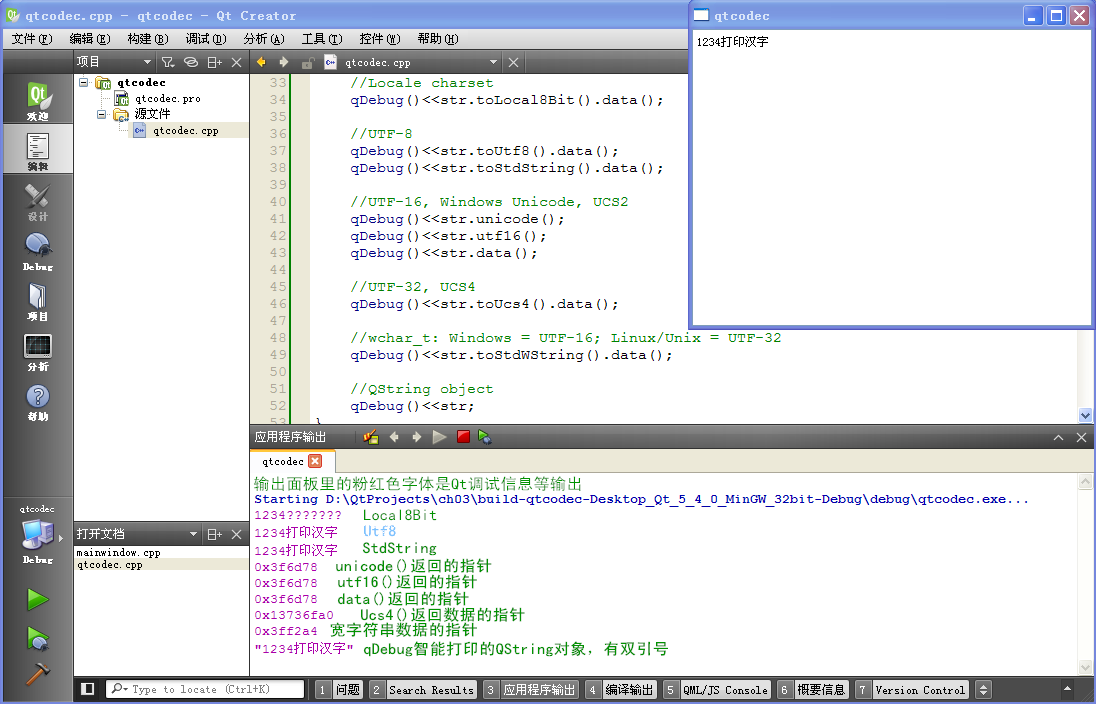 qtcodec.cpp - qtcodec - Qt Creator
文件(F) 编辑(E) 构建(B) 调试(D) 分析(A) 工具(T) 控件(W) 帮助(H)
qtcodec
1234打印汉字
项目
qtcodec.cpp
欢迎
编辑
设计
Debug
项目
分析
帮助
qtcodec
Debug
qtcodec
qtcodec.pro
源文件
qtcodec.cpp
打开文档
mainwindow.cpp
qtcodec.cpp
33 //Locale charset
34 qDebug()<<str.toLocal8Bit().data();
35
36 //UTF-8
37 qDebug()<<str.toUtf8().data();
38 qDebug()<<str.toStdString().data();
39
40 //UTF-16, Windows Unicode, UCS2
41 qDebug()<<str.unicode();
42 qDebug()<<str.utf16();
43 qDebug()<<str.data();
44
45 //UTF-32, UCS4
46 qDebug()<<str.toUcs4().data();
47
48 //wchar_t: Windows = UTF-16; Linux/Unix = UTF-32
49 qDebug()<<str.toStdWString().data();
50
51 //QString object
52 qDebug()<<str;
53 }
应用程序输出
qtcodec
输出面板里的粉红色字体是Qt调试信息等输出
Starting D:\QtProjects\ch03\build-qtcodec-Desktop_Qt_5_4_0_MinGW_32bit-Debug\debug\qtcodec.exe...
1234??????? Local8Bit
1234打印汉字 Utf8
1234打印汉字 StdString
0x3f6d78 unicode()返回的指针
0x3f6d78 utf16()返回的指针
0x3f6d78 data()返回的指针
0x13736fa0 Ucs4()返回数据的指针
0x3ff2a4 宽字符串数据的指针
"1234打印汉字" qDebug智能打印的QString对象，有双引号
Type to locate (Ctrl+K)
1 问题 2 Search Results 3 应用程序输出 4 编译输出 5 QML/JS Console 6 概要信息 7 Version Control